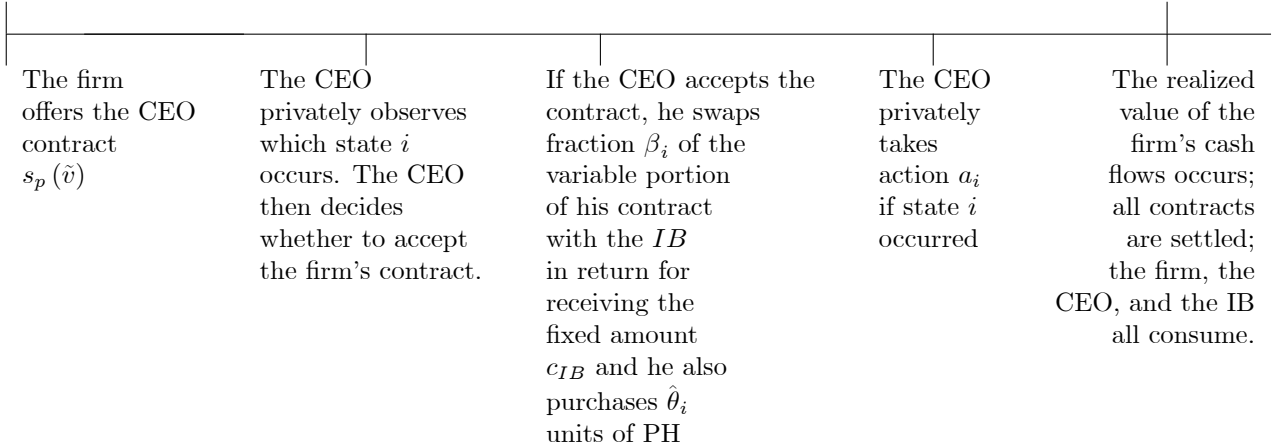 The firm
offers the CEO
contract
s_p (ṽ)
The CEO
privately observes
which state i
occurs. The CEO
then decides
whether to accept
the firm's contract.
If the CEO accepts the
contract, he swaps
fraction β_i of the
variable portion
of his contract
with the IB
in return for
receiving the
fixed amount
c_{IB} and he also
purchases θ̂_i
units of PH
The CEO
privately
takes
action a_i
if state i
occurred
The realized
value of the
firm's cash
flows occurs;
all contracts
are settled;
the firm, the
CEO, and the IB
all consume.